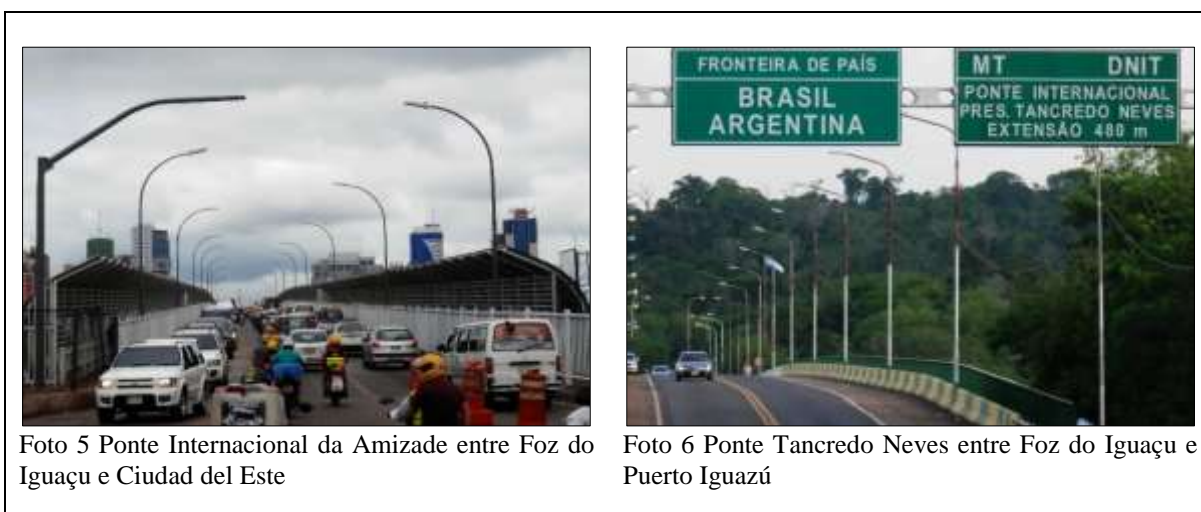 FRONTEIRA DE PAÍS
BRASIL
ARGENTINA
MT DNIT
PONTE INTERNACIONAL
PRES. TANCREDO NEVES
EXTENSÃO 480 m
Foto 5 Ponte Internacional da Amizade entre Foz do
Iguaçu e Ciudad del Este
Foto 6 Ponte Tancredo Neves entre Foz do Iguaçu e
Puerto Iguazú